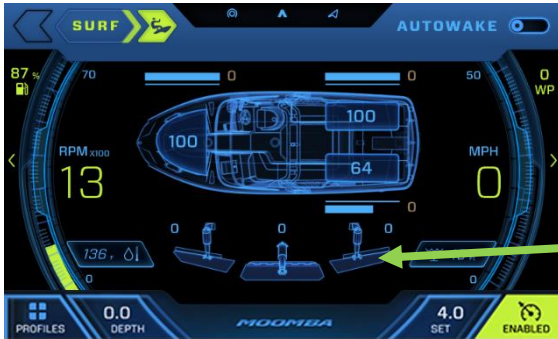 SURF
AUTOWAKE
87 %
70
0
0
50
0
WP
100
100
RPM X100
13
64
MPH
0
0
0
0
0
136 F
0
0
PROFILES
0.0
DEPTH
MOOMBA
4.0
SET
ENABLED